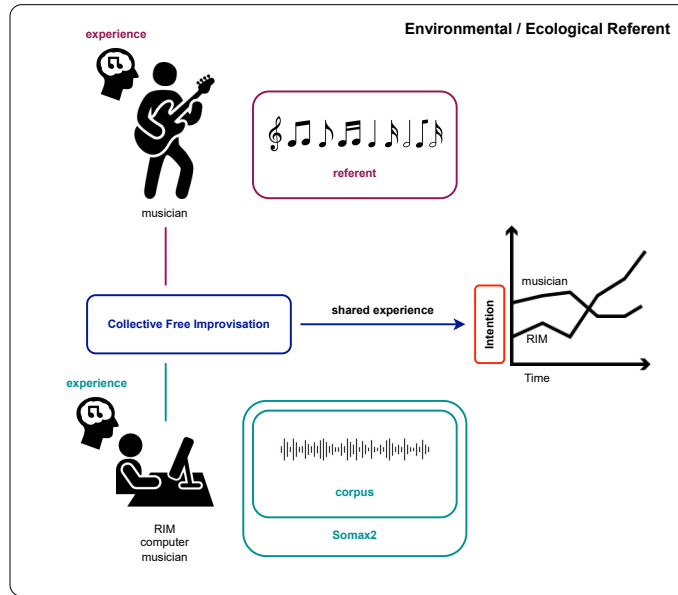 Environmental / Ecological Referent
experience
referent
musician
Collective Free Improvisation
shared experience
Intention
musician
RIM
Time
experience
corpus
Somax2
RIM
computer
musician